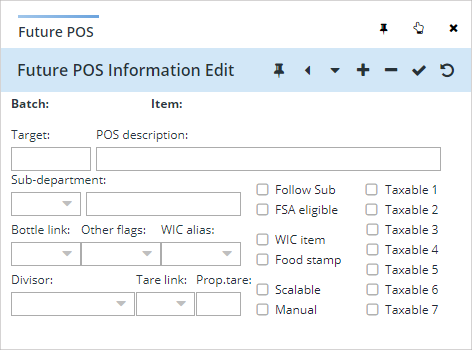 Future POS
Future POS Information Edit
Batch: Item:
Target: POS description:
Sub-department:
Follow Sub Taxable 1
FSA eligible Taxable 2
Taxable 3
Bottle link: Other flags: WIC alias:
WIC item Taxable 4
Food stamp Taxable 5
Divisor: Tare link: Prop.tare:
Scalable Taxable 6
Manual Taxable 7